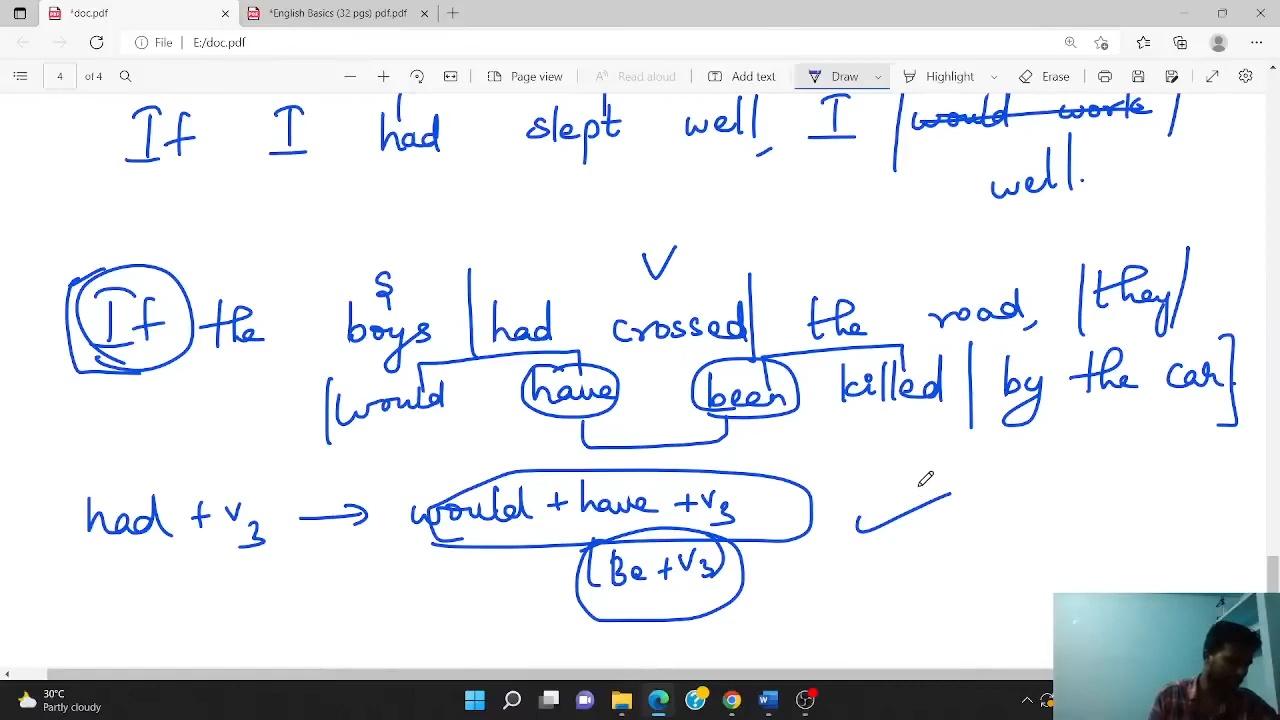 *doc.pdf
*English Basics (32 pgs) pdf.pdf
File | E:/doc.pdf
4 of 4
Page view
Read aloud
Add text
Draw
Highlight
Erase
If I had slept well, I would work
well.
S V
If the boys had crossed the road, they
would have been killed by the car.
had + v3 → would + have + v3
(Be + v3)
30°C
Partly cloudy